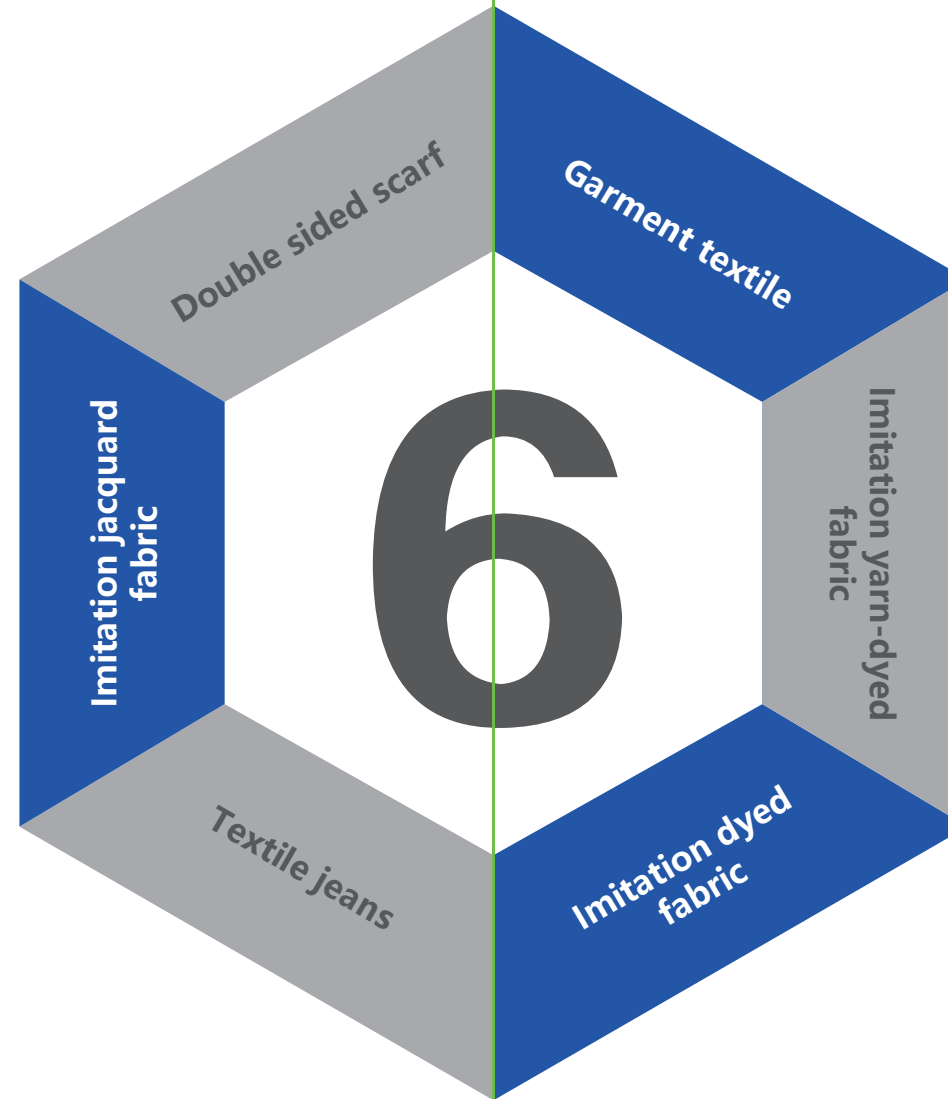 Double sided scarf
Garment textile
Imitation jacquard
fabric
6
Imitation yarn-dyed
fabric
Textile jeans
Imitation dyed
fabric